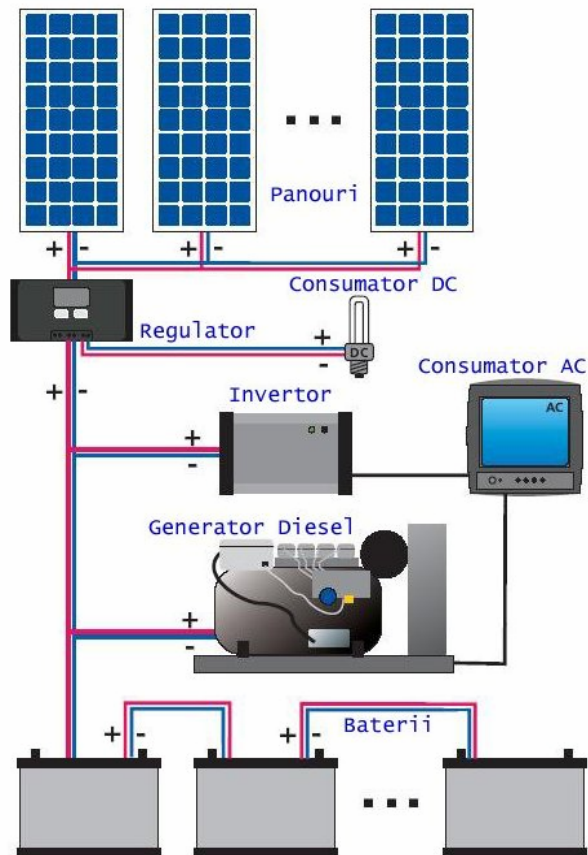 Panouri
+ - + - + -
Consumator DC
Regulator
+
DC
-
+ -
Consumator AC
Invertor
AC
+
-
Generator Diesel
+
-
+ - + -
Baterii